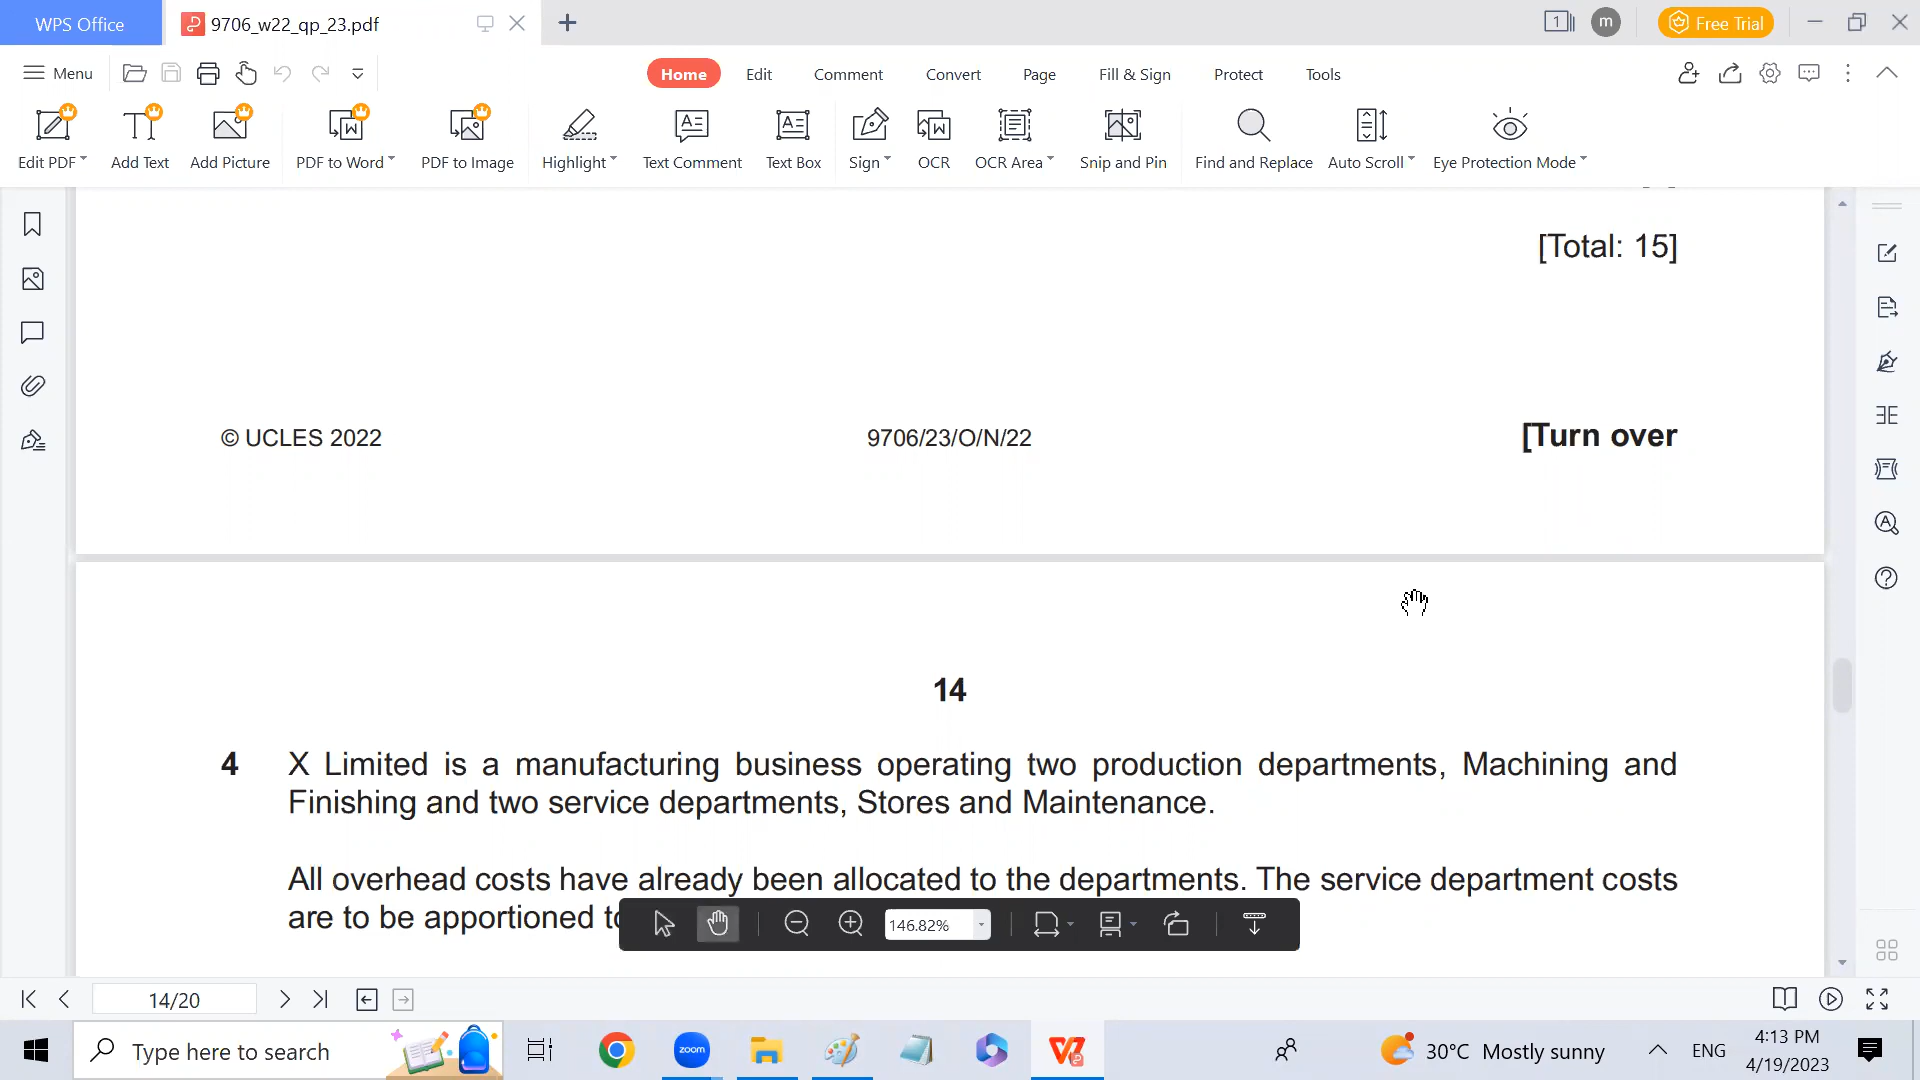 WPS Office
9706_w22_qp_23.pdf
1
m
Free Trial
Menu
Home
Edit
Comment
Convert
Page
Fill & Sign
Protect
Tools
Edit PDF
Add Text
Add Picture
PDF to Word
PDF to Image
Highlight
Text Comment
Text Box
Sign
OCR
OCR Area
Snip and Pin
Find and Replace
Auto Scroll
Eye Protection Mode
[Total: 15]
© UCLES 2022
9706/23/O/N/22
[Turn over
14
4 X Limited is a manufacturing business operating two production departments, Machining and
Finishing and two service departments, Stores and Maintenance.
All overhead costs have already been allocated to the departments. The service department costs
are to be apportioned
146.82%
14/20
Type here to search
zoom
30°C Mostly sunny
ENG
4:13 PM
4/19/2023